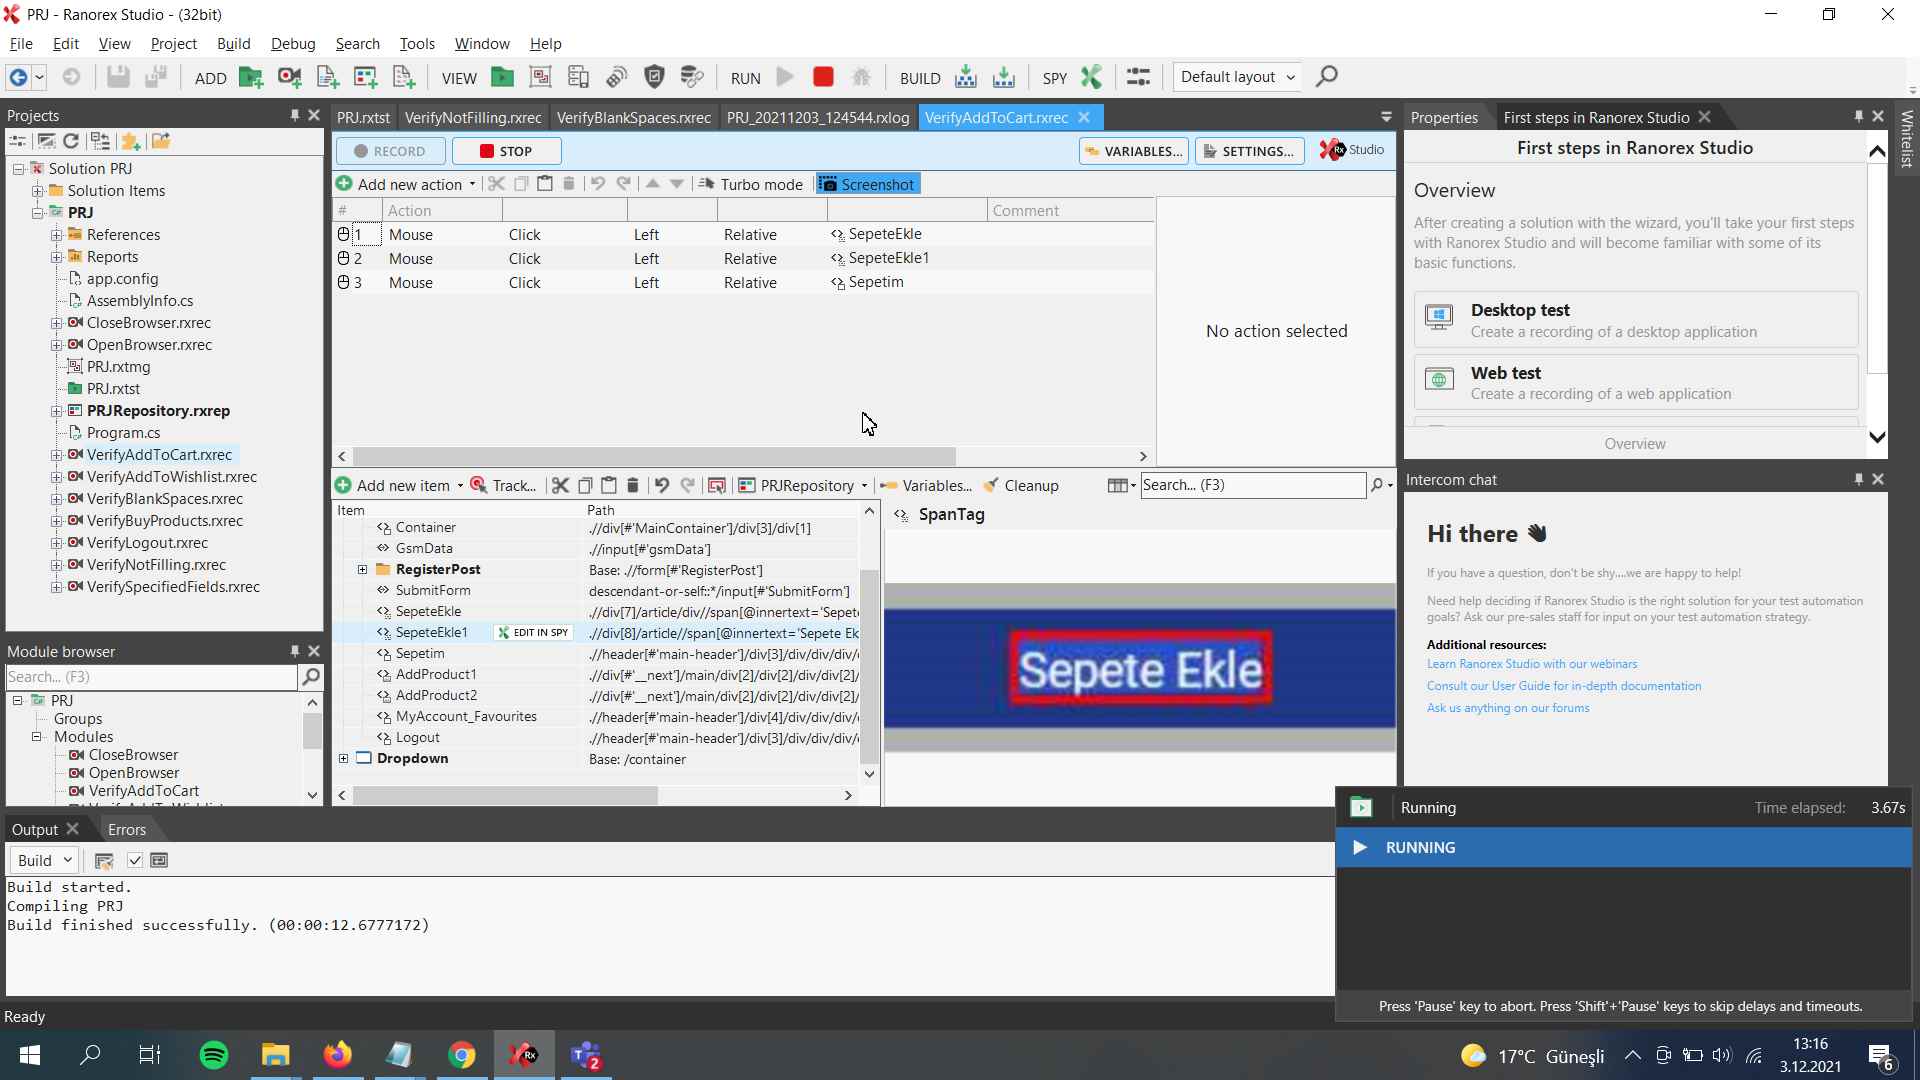 PRJ - Ranorex Studio - (32bit)
File Edit View Project Build Debug Search Tools Window Help
ADD VIEW RUN BUILD SPY Default layout
Projects
Solution PRJ
Solution Items
PRJ
References
Reports
app.config
AssemblyInfo.cs
CloseBrowser.rxrec
OpenBrowser.rxrec
PRJ.rxtmg
PRJ.rxtst
PRJRepository.rxrep
Program.cs
VerifyAddToCart.rxrec
VerifyAddToWishlist.rxrec
VerifyBlankSpaces.rxrec
VerifyBuyProducts.rxrec
VerifyLogout.rxrec
VerifyNotFilling.rxrec
VerifySpecifiedFields.rxrec
Module browser
Search... (F3)
PRJ
Groups
Modules
CloseBrowser
OpenBrowser
VerifyAddToCart
PRJ.rxtst VerifyNotFilling.rxrec VerifyBlankSpaces.rxrec PRJ_20211203_124544.rxlog VerifyAddToCart.rxrec
RECORD STOP VARIABLES... SETTINGS... Rx Studio
Add new action Turbo mode Screenshot
# Action Comment
1 Mouse Click Left Relative SepeteEkle
2 Mouse Click Left Relative SepeteEkle1
3 Mouse Click Left Relative Sepetim
No action selected
Add new item Track... PRJRepository Variables... Cleanup Search... (F3)
Item Path
Container .//div[#'MainContainer']/div[3]/div[1]
GsmData .//input[#'gsmData']
RegisterPost Base: .//form[#'RegisterPost']
SubmitForm descendant-or-self::*/input[#'SubmitForm']
SepeteEkle .//div[7]/article/div//span[@innertext='Sepet
SepeteEkle1 EDIT IN SPY .//div[8]/article//span[@innertext='Sepete Ek
Sepetim .//header[#'main-header']/div[3]/div/div/div/
AddProduct1 .//div[#'__next']/main/div[2]/div[2]/div[2]/
AddProduct2 .//div[#'__next']/main/div[2]/div[2]/div[2]/
MyAccount_Favourites .//header[#'main-header']/div[4]/div/div/div/
Logout .//header[#'main-header']/div[3]/div/div/div/
Dropdown Base: /container
SpanTag
Sepete Ekle
Properties First steps in Ranorex Studio
First steps in Ranorex Studio
Overview
After creating a solution with the wizard, you'll take your first steps
with Ranorex Studio and will become familiar with some of its
basic functions.
Desktop test
Create a recording of a desktop application
Web test
Create a recording of a web application
Overview
Whitelist
Intercom chat
Hi there
If you have a question, don't be shy....we are happy to help!
Need help deciding if Ranorex Studio is the right solution for your test automation
goals? Ask our pre-sales staff for input on your test automation strategy.
Additional resources:
Learn Ranorex Studio with our webinars
Consult our User Guide for in-depth documentation
Ask us anything on our forums
Output Errors
Build
Build started.
Compiling PRJ
Build finished successfully. (00:00:12.6777172)
Running Time elapsed: 3.67s
RUNNING
Press 'Pause' key to abort. Press 'Shift'+'Pause' keys to skip delays and timeouts.
Ready
Rx
2
17°C Güneşli
13:16
3.12.2021
6